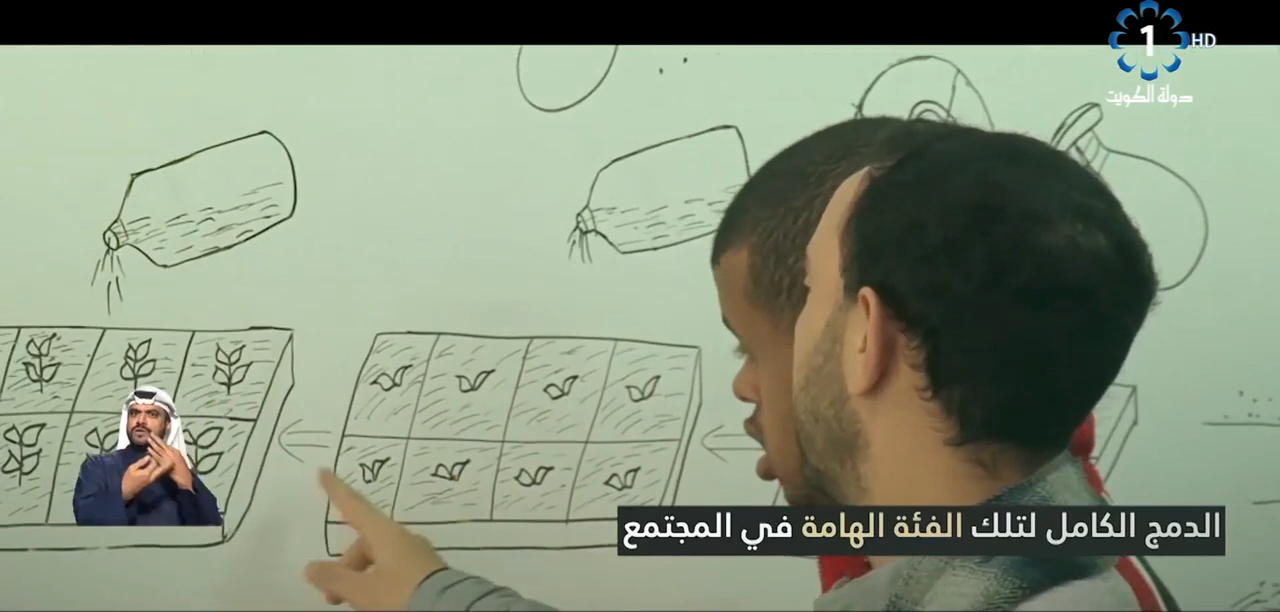 1
HD
دولة الكويت
الدمج الكامل لتلك الفئة الهامة في المجتمع